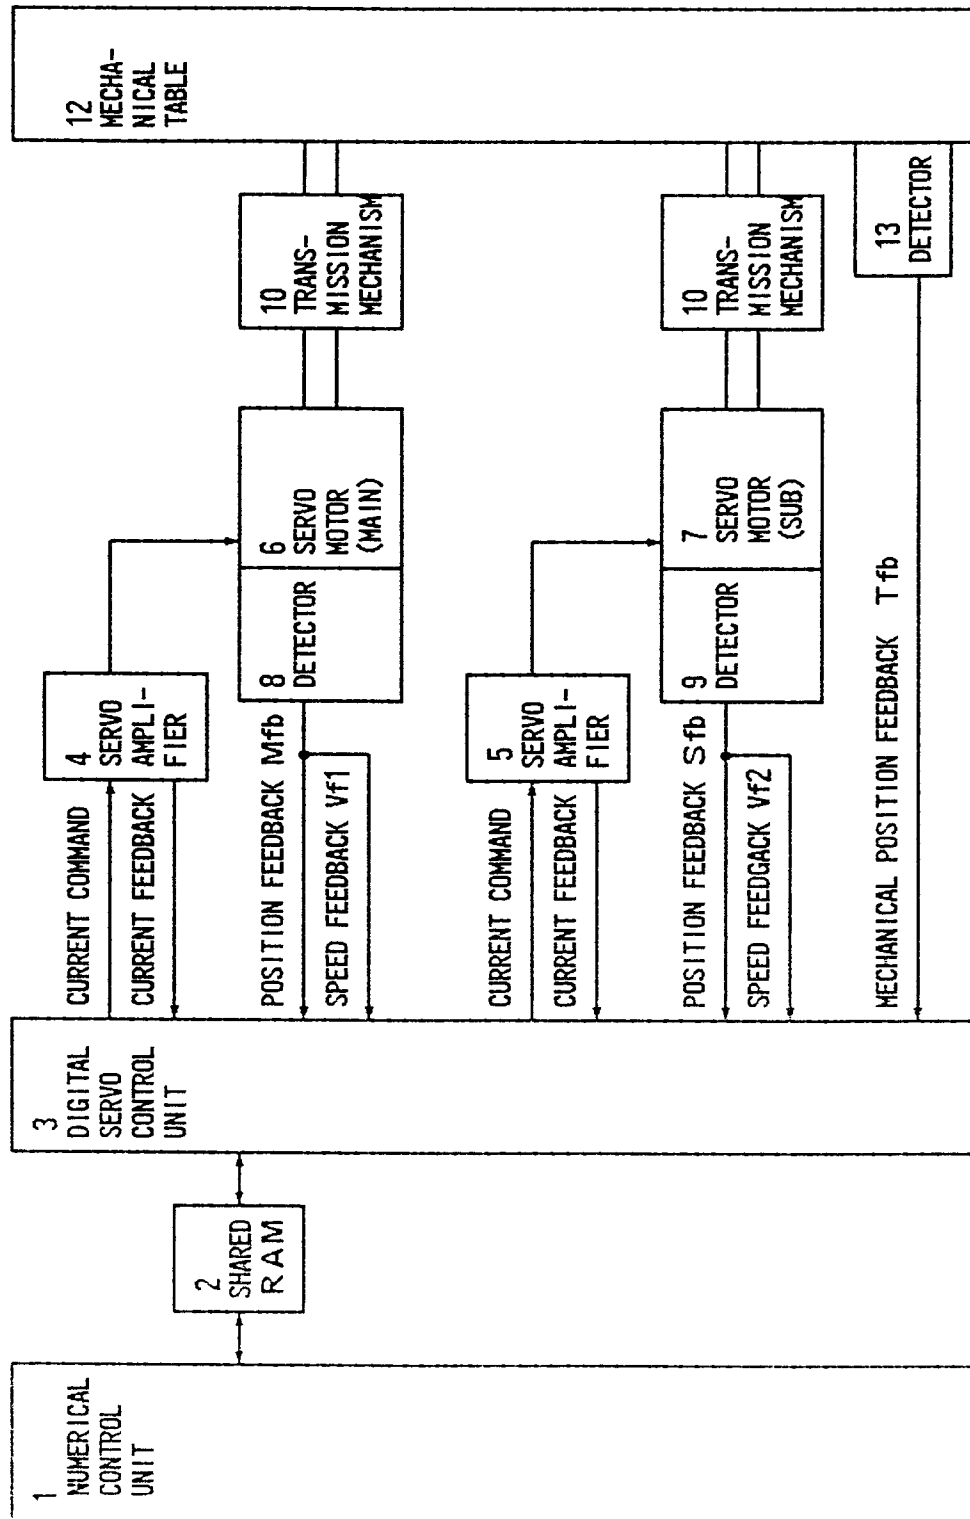 1
NUMERICAL
CONTROL
UNIT
2
SHARED
RAM
3
DIGITAL
SERVO
CONTROL
UNIT
CURRENT COMMAND
CURRENT FEEDBACK
4
SERVO
AMPLI-
FIER
POSITION FEEDBACK Mfb
SPEED FEEDBACK Vf1
8
DETECTOR
6
SERVO
MOTOR
(MAIN)
10
TRANS-
MISSION
MECHANISM
12
MECHA-
NICAL
TABLE
CURRENT COMMAND
CURRENT FEEDBACK
5
SERVO
AMPLI-
FIER
POSITION FEEDBACK Sfb
SPEED FEEDGACK Vf2
9
DETECTOR
7
SERVO
MOTOR
(SUB)
10
TRANS-
MISSION
MECHANISM
MECHANICAL POSITION FEEDBACK Tfb
13
DETECTOR